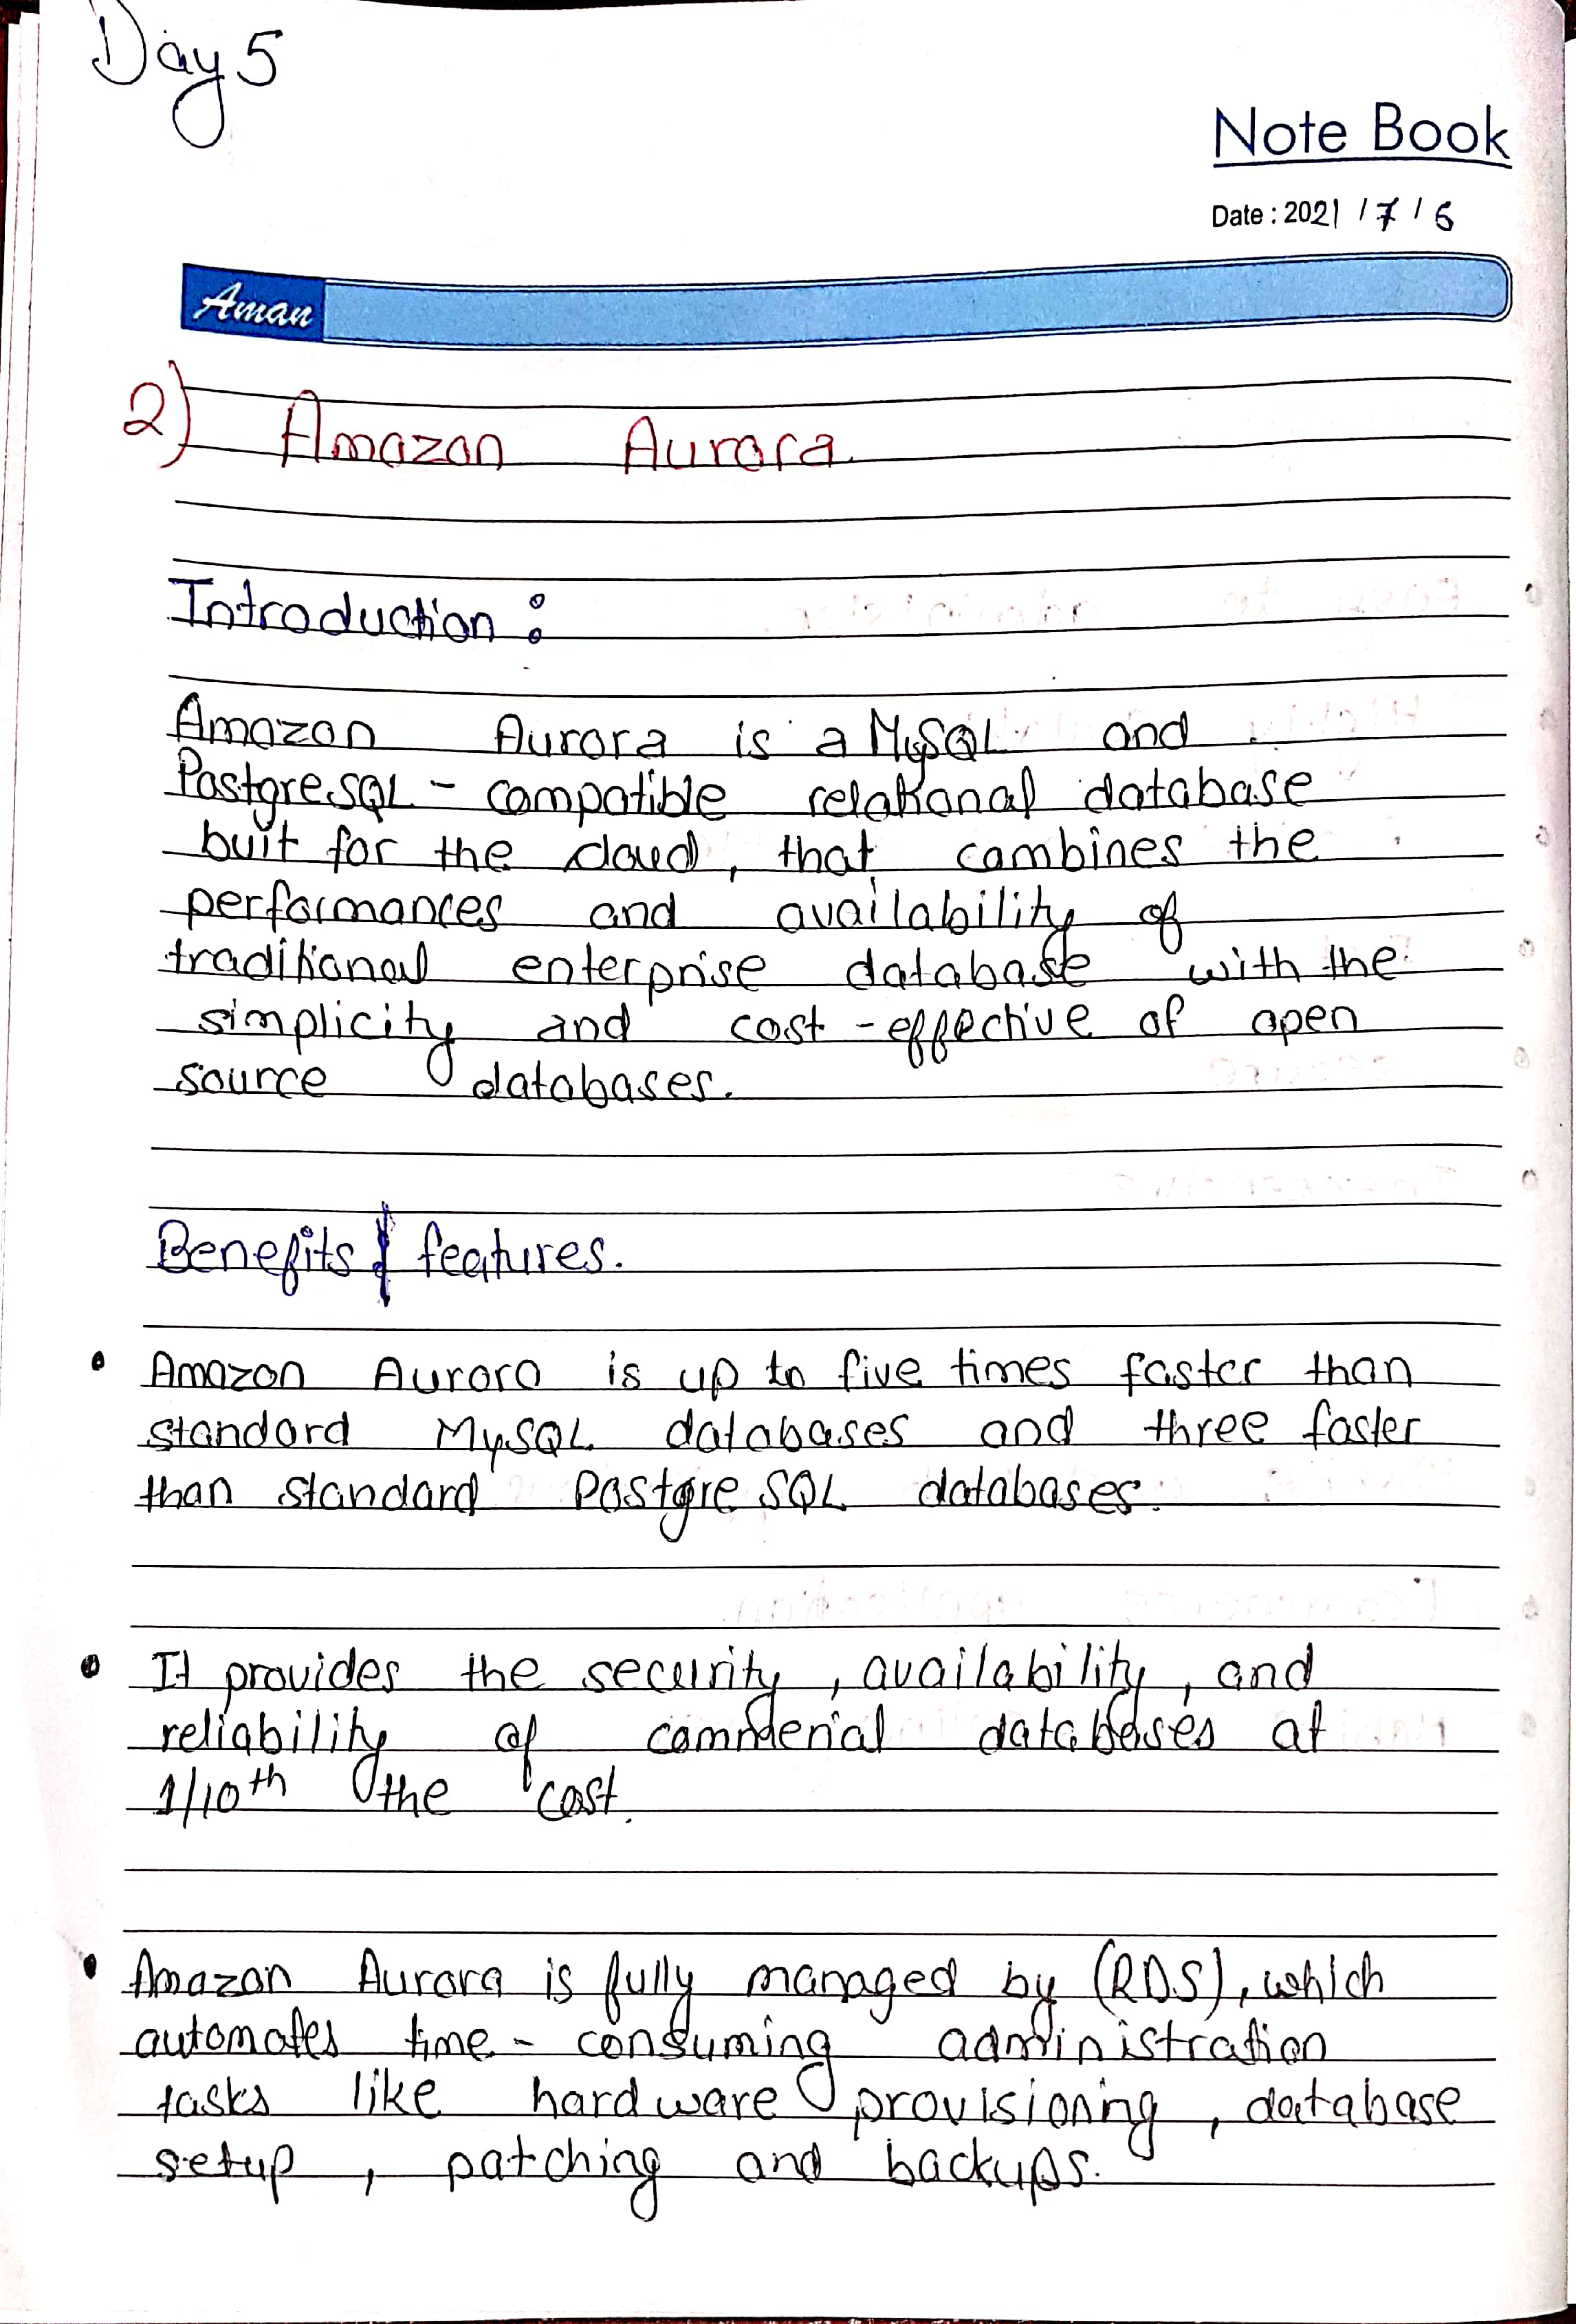 Day 5
Note Book
Date : 2021 / 7 / 6
Aman
2) Amazon Aurora.
Introduction :
Amazon Aurora is a MySQL and
PostgreSQL - compatible relational database
buit for the cloud, that combines the
performances and availability of
traditional enterprise database with the
simplicity and cost - effective of open
source databases.
Benefits & features.
• Amazon Aurora is up to five times faster than
standard MySQL databases and three faster
than standard PostgreSQL databases.
• It provides the security, availability, and
reliability of commerial databases at
1/10th the cost.
• Amazon Aurora is fully managed by (RDS), which
automates time - consuming administration
tasks like hardware provisioning, database
setup, patching and backups.